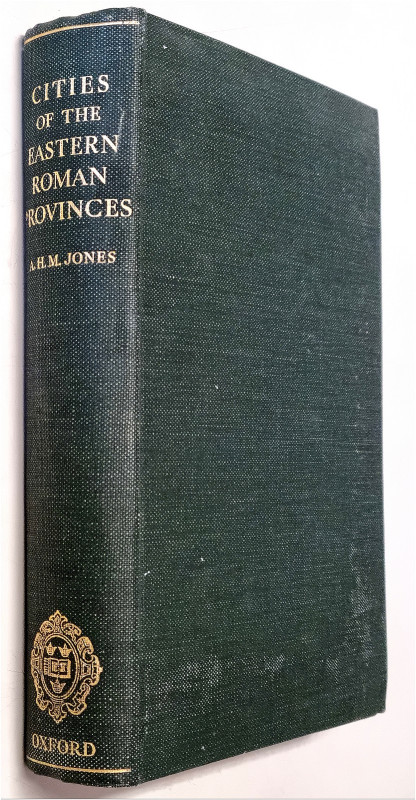 CITIES
OF THE
EASTERN
ROMAN
PROVINCES
A.H.M. JONES
OXFORD